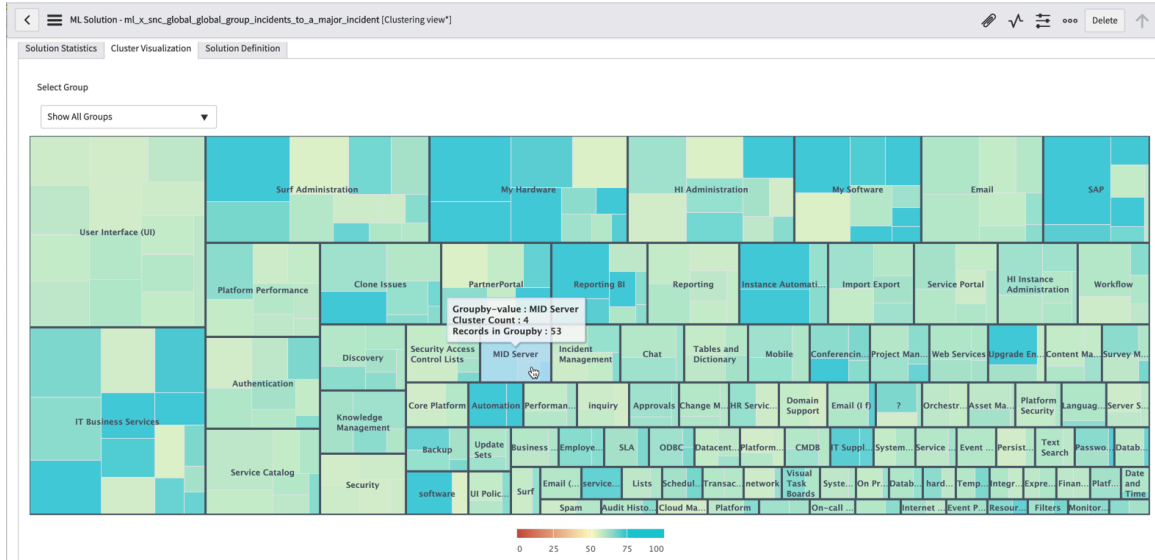 ML Solution - ml_x_snc_global_global_group_incidents_to_a_major_incident [Clustering view*]
Delete
Solution Statistics
Cluster Visualization
Solution Definition
Select Group
Show All Groups
User Interface (UI)
Surf Administration
My Hardware
HI Administration
My Software
Email
SAP
Platform Performance
Clone Issues
PartnerPortal
Reporting BI
Reporting
Instance Automati...
Import Export
Service Portal
HI Instance
Administration
Workflow
Groupby-value : MID Server
Cluster Count : 4
Records in Groupby : 53
IT Business Services
Authentication
Service Catalog
Discovery
Knowledge
Management
Security
Security Access
Control Lists
MID Server
Incident
Management
Chat
Tables and
Dictionary
Mobile
Conferencin...
Project Man...
Web Services
Upgrade En...
Content Ma...
Survey M...
Core Platform
Automation
Performan...
inquiry
Approvals
Change M...
HR Servic...
Domain
Support
Email (I f)
?
Orchestr...
Asset Ma...
Platform
Security
Languag...
Server S...
Backup
Update
Sets
Business ...
Employe...
SLA
ODBC
Datacent...
Platform...
CMDB
IT Suppl...
System...
Service ...
Event ...
Persist...
Text
Search
Passwo...
Datab...
software
UI Polic...
Surf
Email (...
service...
Lists
Schedul...
Transac...
network
Visual
Task
Boards
Syste...
On Pr...
Datab...
hard...
Temp...
Integr...
Expre...
Finan...
Platf...
Date
and
Time
Spam
Audit Histo...
Cloud Ma...
Platform
On-call ...
Internet ...
Event P...
Resour...
Filters
Monitor...
0 25 50 75 100